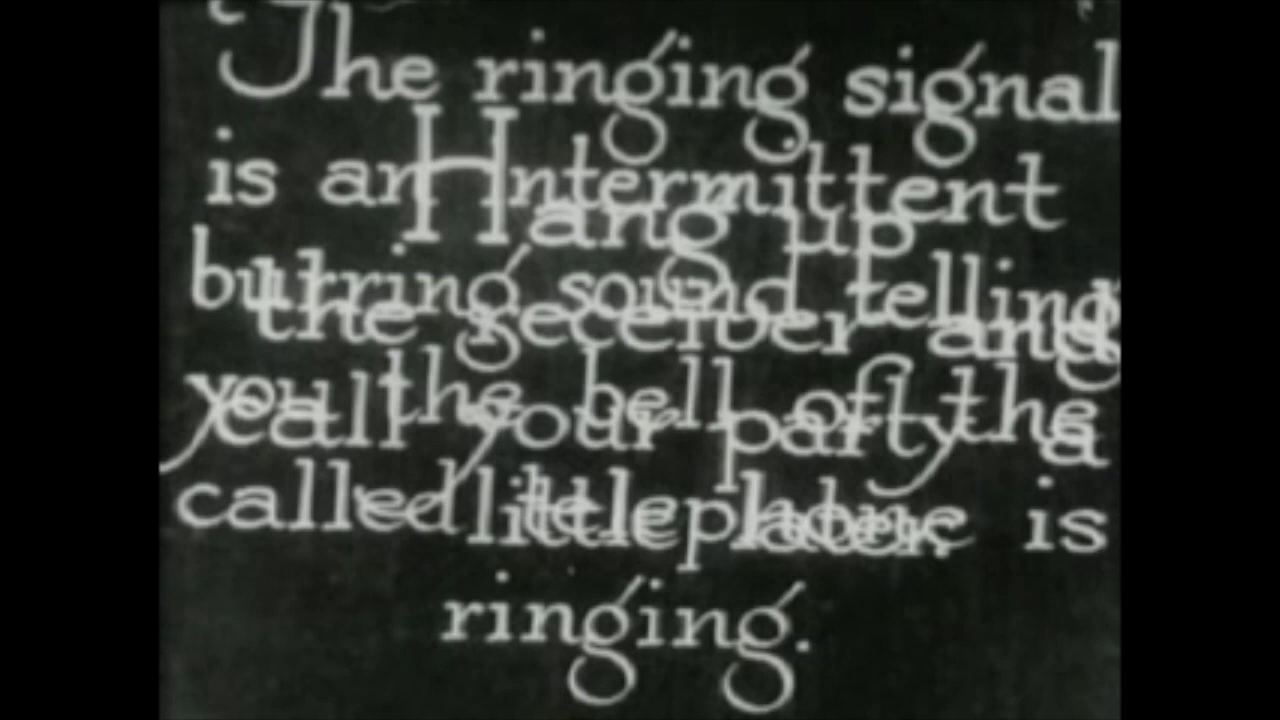 The ringing signal
is an intermittent
burring sound telling
you the bell of the
called telephone is
ringing.
Hang up
the receiver and
call your party a
little later.